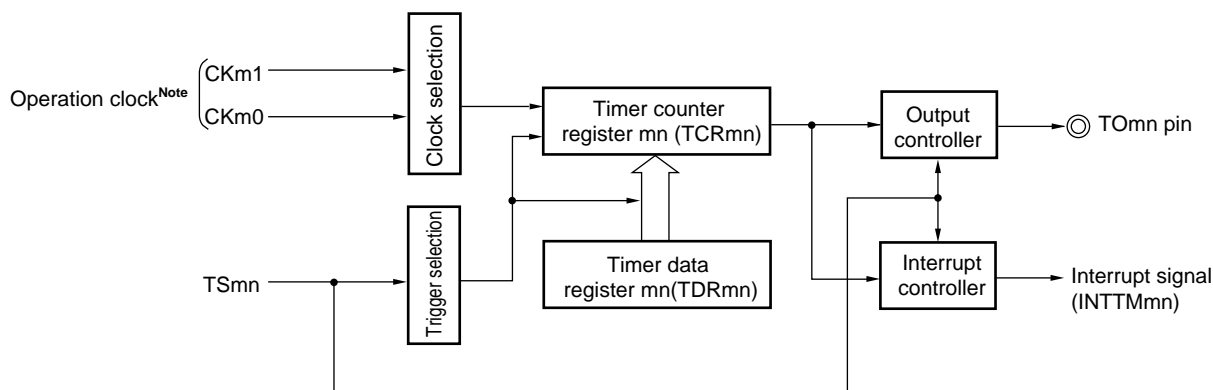 Operation clockNote
CKm1
CKm0
Clock selection
Timer counter
register mn (TCRmn)
Output
controller
TOmn pin
TSmn
Trigger selection
Timer data
register mn(TDRmn)
Interrupt
controller
Interrupt signal
(INTTMmn)